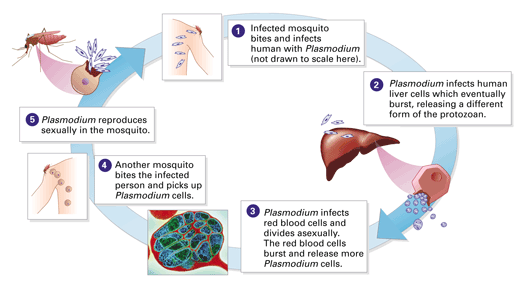 1 Infected mosquito
bites and infects
human with Plasmodium
(not drawn to scale here).
2 Plasmodium infects human
liver cells which eventually
burst, releasing a different
form of the protozoan.
3 Plasmodium infects
red blood cells and
divides asexually.
The red blood cells
burst and release more
Plasmodium cells.
4 Another mosquito
bites the infected
person and picks up
Plasmodium cells.
5 Plasmodium reproduces
sexually in the mosquito.